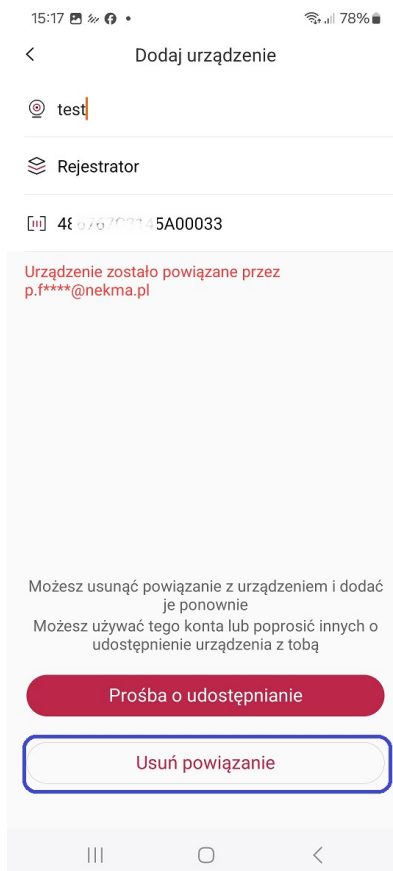 15:17 78%
Dodaj urządzenie
test
Rejestrator
5A00033
Urządzenie zostało powiązane przez
p.f****@nekma.pl
Możesz usunąć powiązanie z urządzeniem i dodać
je ponownie
Możesz używać tego konta lub poprosić innych o
udostępnienie urządzenia z tobą
Prośba o udostępnianie
Usuń powiązanie